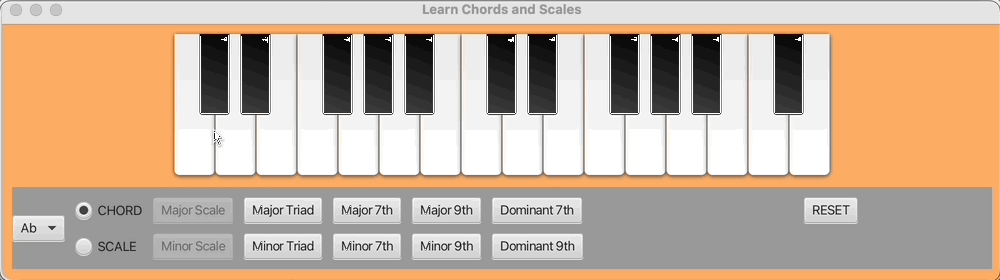 Learn Chords and Scales
CHORD Major Scale Major Triad Major 7th Major 9th Dominant 7th RESET
Ab
SCALE Minor Scale Minor Triad Minor 7th Minor 9th Dominant 9th